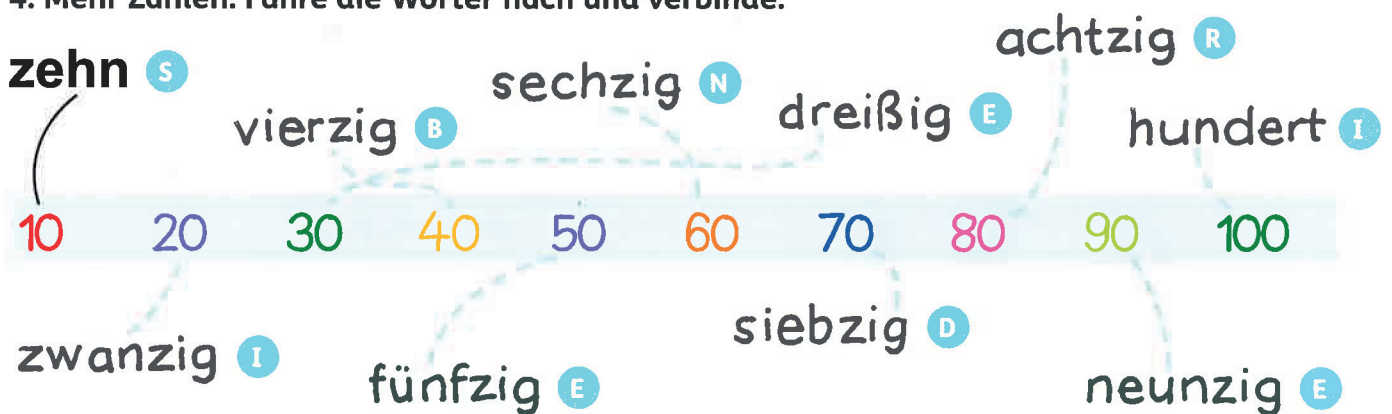 4. Mehr Zahlen. Fahre die Wörter nach und verbinde.
achtzig R
zehn S
sechzig N
dreißig E
vierzig B
hundert I
10 20 30 40 50 60 70 80 90 100
siebzig D
zwanzig I
fünfzig E
neunzig E